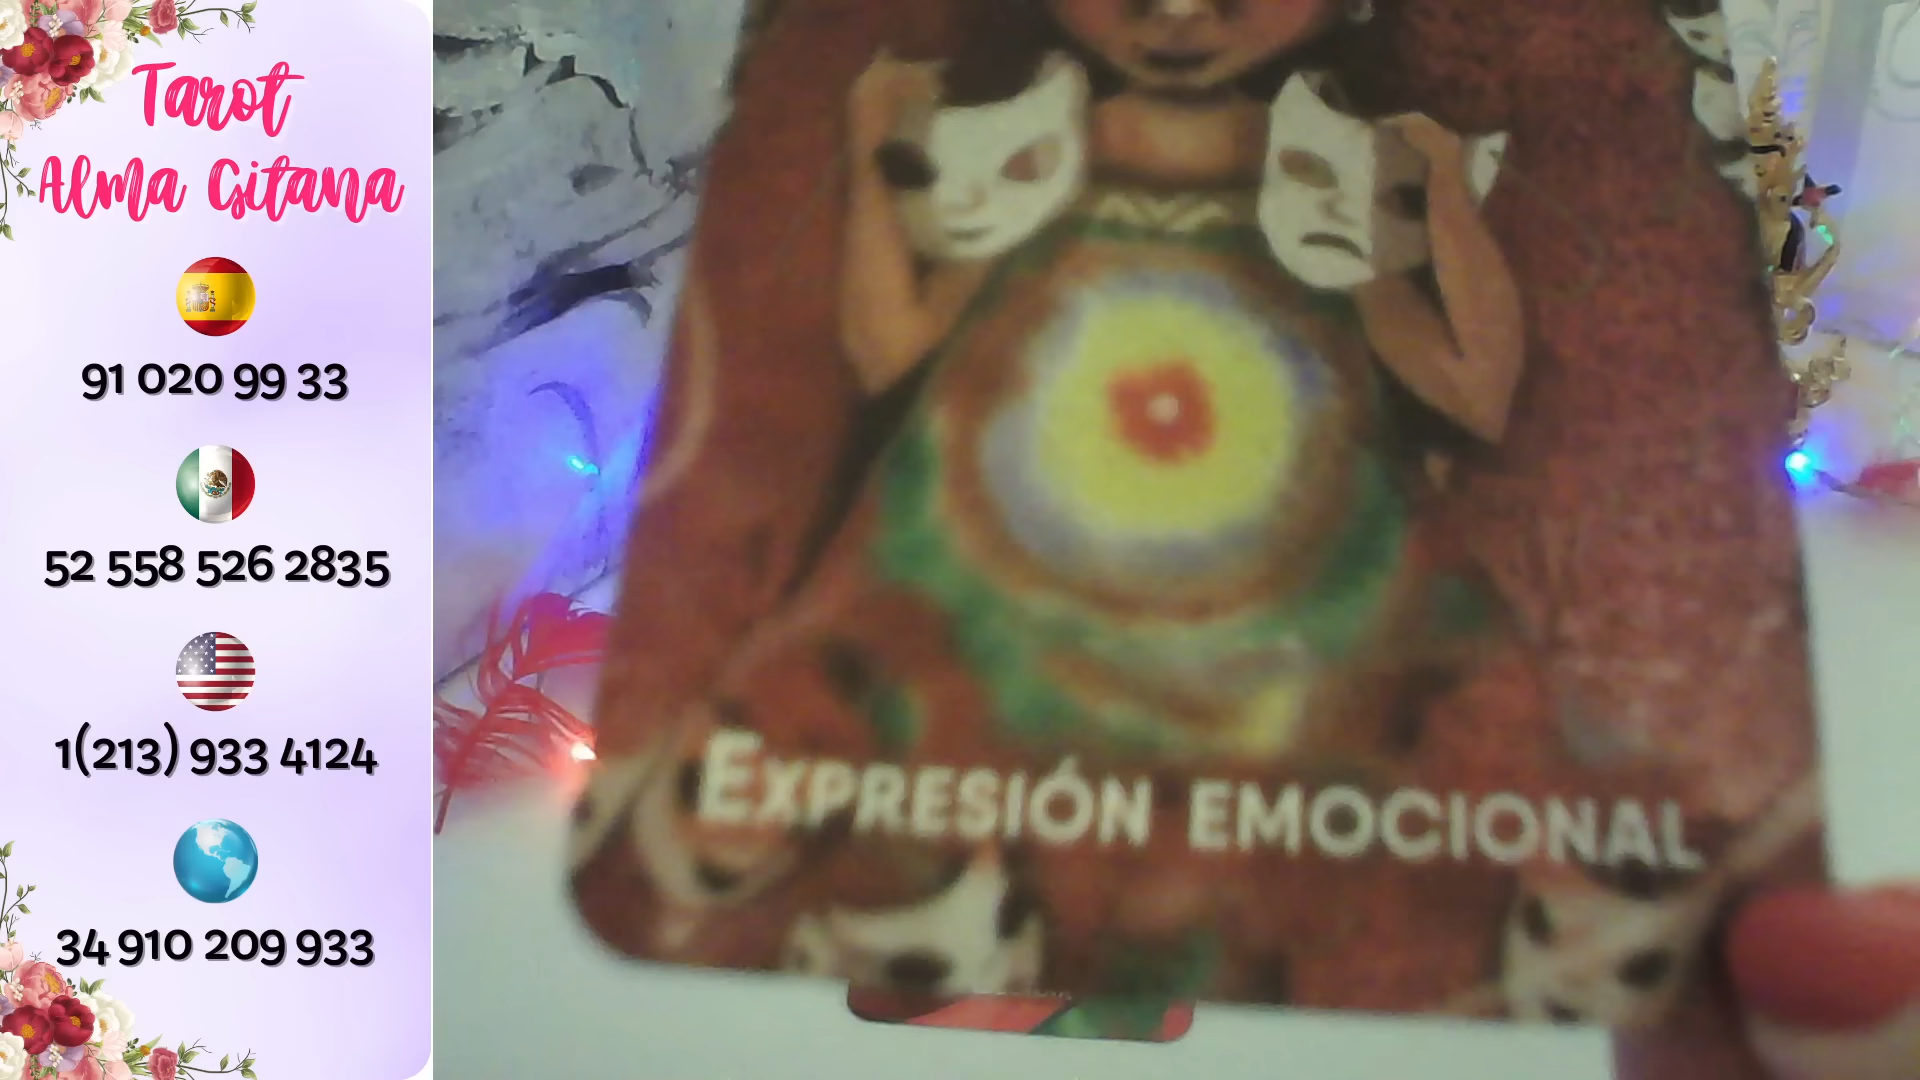 Tarot
Alma Gitana
91 020 99 33
52 558 526 2835
1(213) 933 4124
34 910 209 933
EXPRESIÓN EMOCIONAL